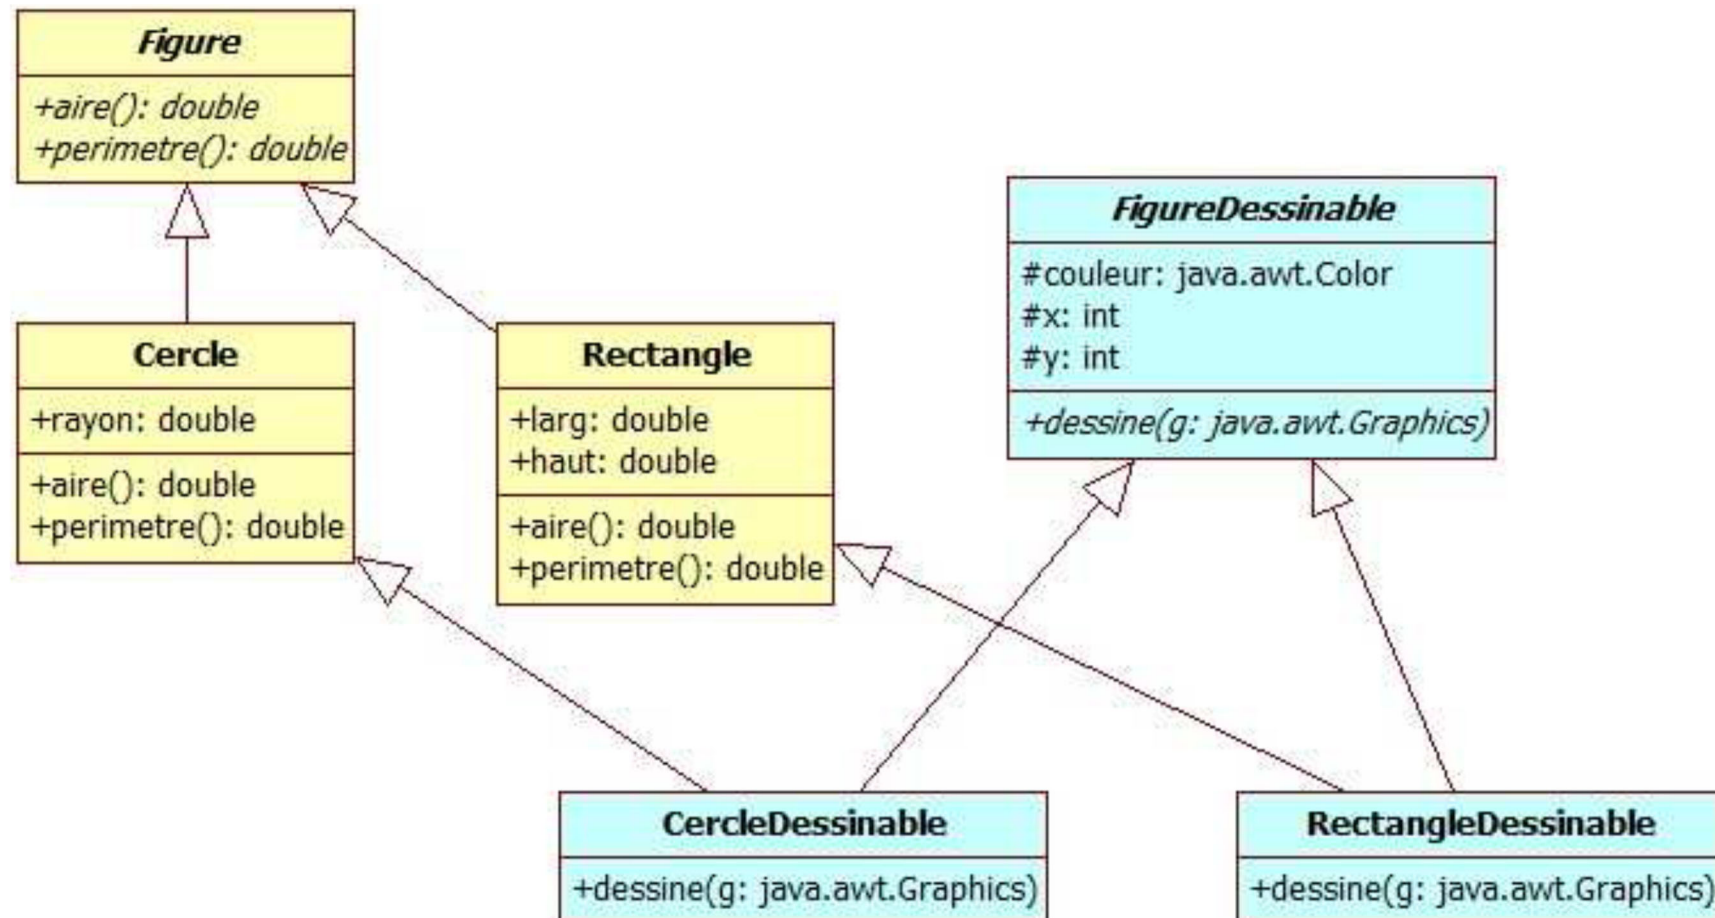 Figure
+aire(): double
+perimetre(): double
FigureDessinable
#couleur: java.awt.Color
#x: int
#y: int
+dessine(g: java.awt.Graphics)
Cercle
+rayon: double
+aire(): double
+perimetre(): double
Rectangle
+larg: double
+haut: double
+aire(): double
+perimetre(): double
CercleDessinable
+dessine(g: java.awt.Graphics)
RectangleDessinable
+dessine(g: java.awt.Graphics)